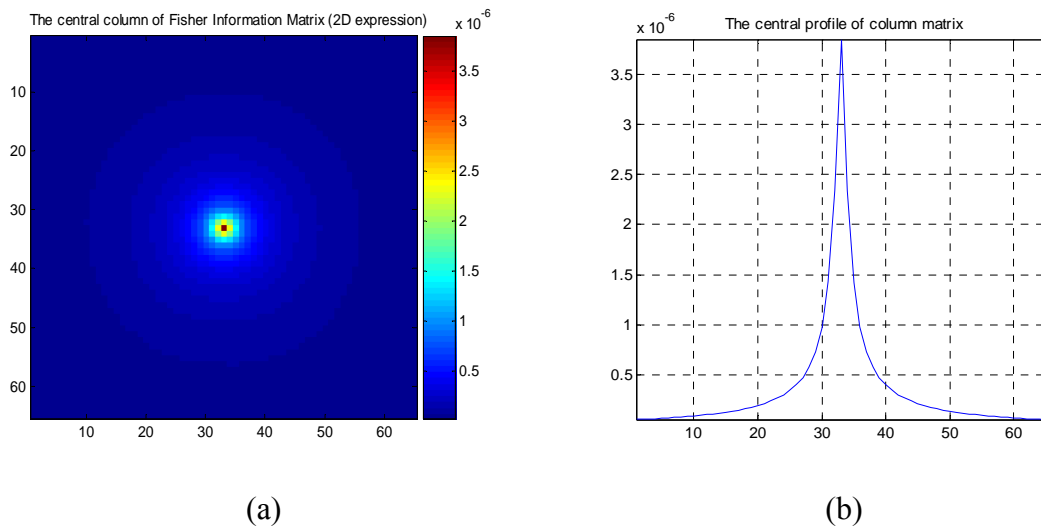 The central column of Fisher Information Matrix (2D expression)
x 10^-6
10
20
30
40
50
60
10 20 30 40 50 60
3.5
3
2.5
2
1.5
1
0.5
(a)
The central profile of column matrix
x 10^-6
3.5
3
2.5
2
1.5
1
0.5
10 20 30 40 50 60
(b)